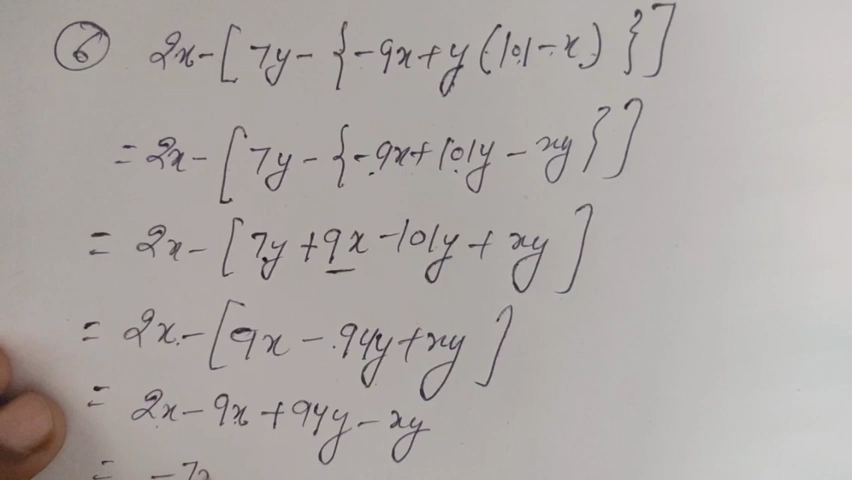 6 2x-[7y-{-9x+y(101-x)}]
=2x-[7y-{-9x+101y-xy}]
=2x-[7y+9x-101y+xy]
=2x-[9x-94y+xy]
=2x-9x+94y-xy
=-7x